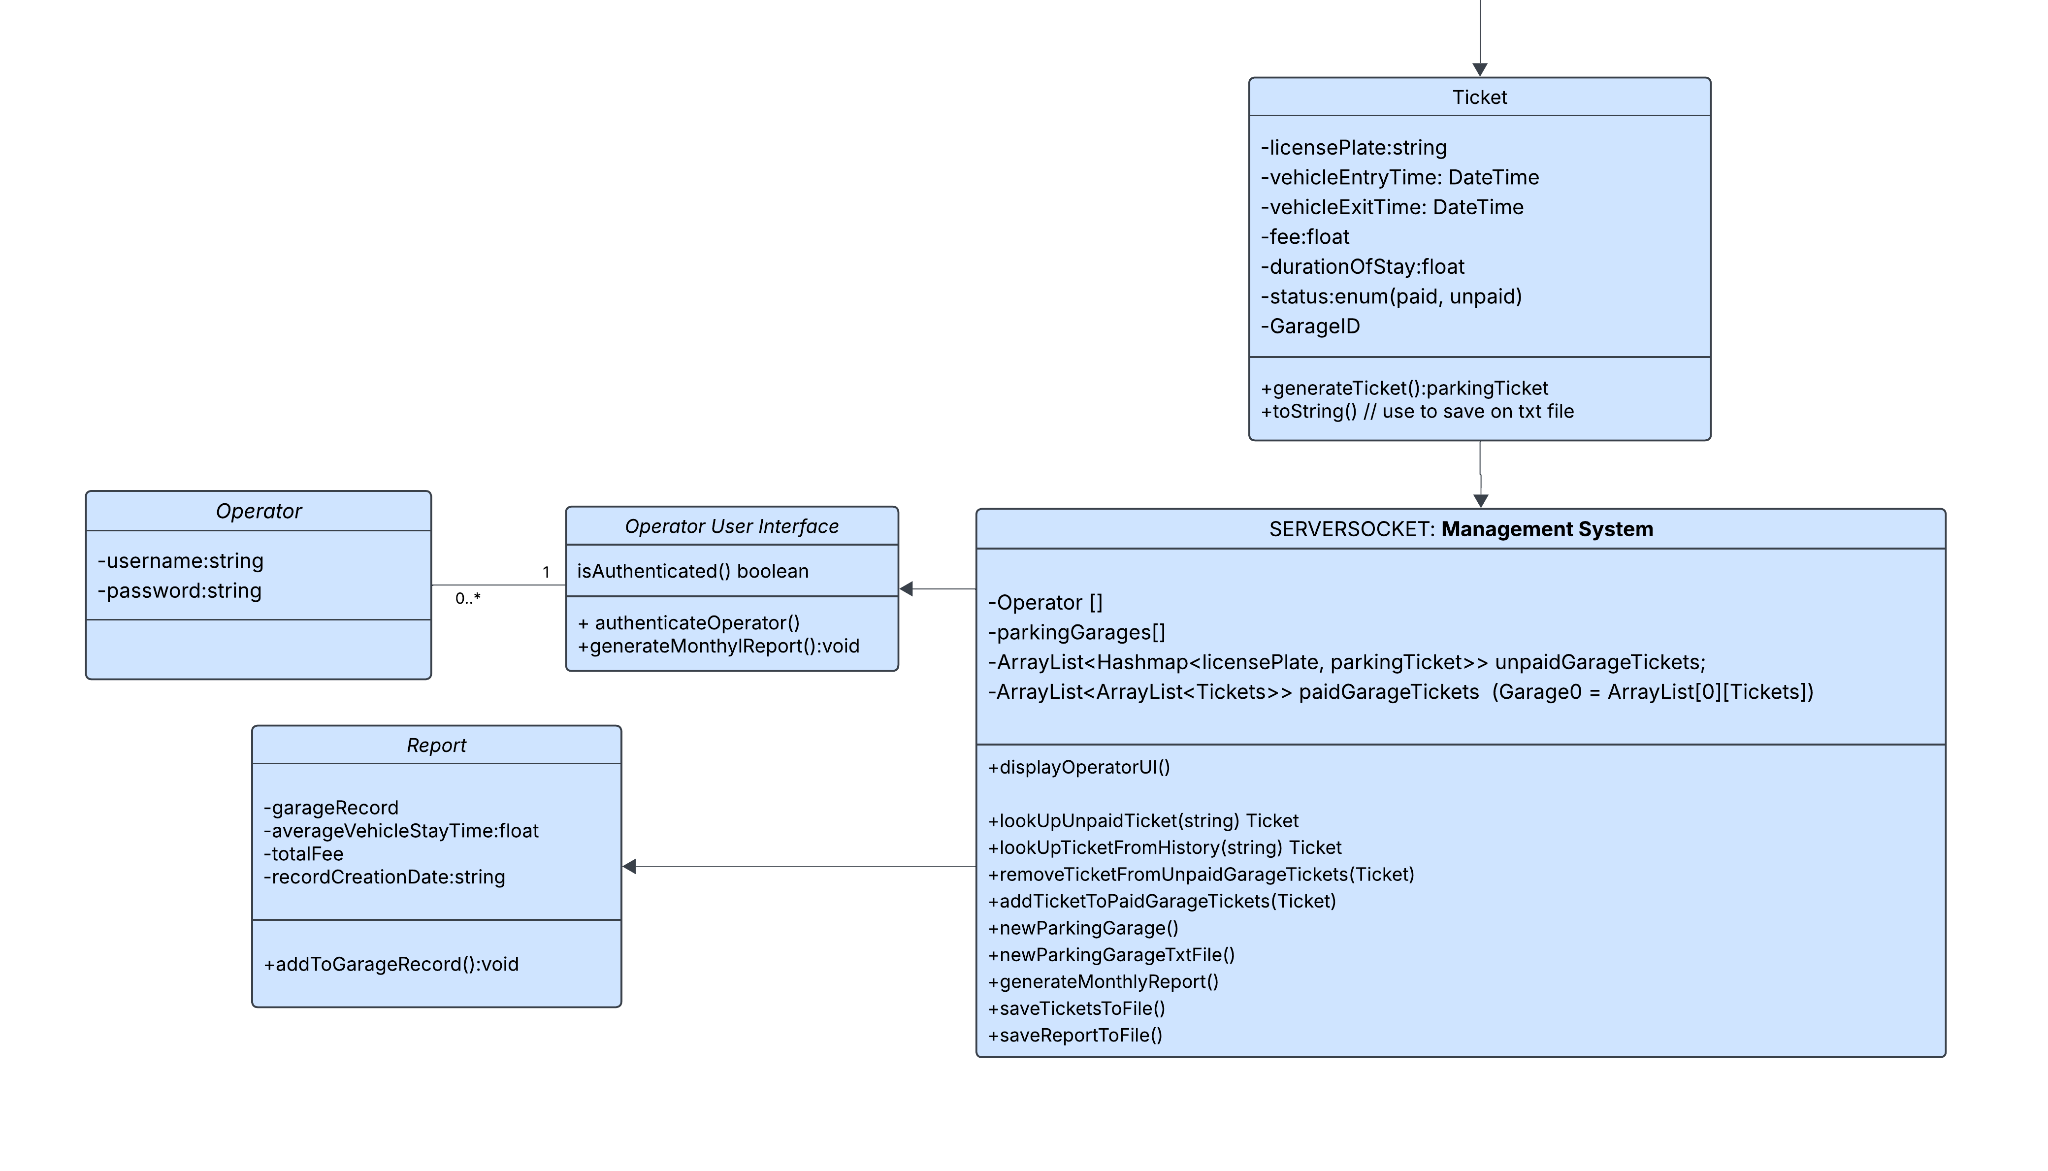 Ticket
-licensePlate:string
-vehicleEntryTime: DateTime
-vehicleExitTime: DateTime
-fee:float
-durationOfStay:float
-status:enum(paid, unpaid)
-GarageID
+generateTicket():parkingTicket
+toString() // use to save on txt file
Operator
-username:string
-password:string
1
0..*
Operator User Interface
isAuthenticated() boolean
+ authenticateOperator()
+generateMonthylReport():void
SERVERSOCKET: Management System
-Operator []
-parkingGarages[]
-ArrayList<Hashmap<licensePlate, parkingTicket>> unpaidGarageTickets;
-ArrayList<ArrayList<Tickets>> paidGarageTickets  (Garage0 = ArrayList[0][Tickets])
+displayOperatorUI()
+lookUpUnpaidTicket(string) Ticket
+lookUpTicketFromHistory(string) Ticket
+removeTicketFromUnpaidGarageTickets(Ticket)
+addTicketToPaidGarageTickets(Ticket)
+newParkingGarage()
+newParkingGarageTxtFile()
+generateMonthlyReport()
+saveTicketsToFile()
+saveReportToFile()
Report
-garageRecord
-averageVehicleStayTime:float
-totalFee
-recordCreationDate:string
+addToGarageRecord():void